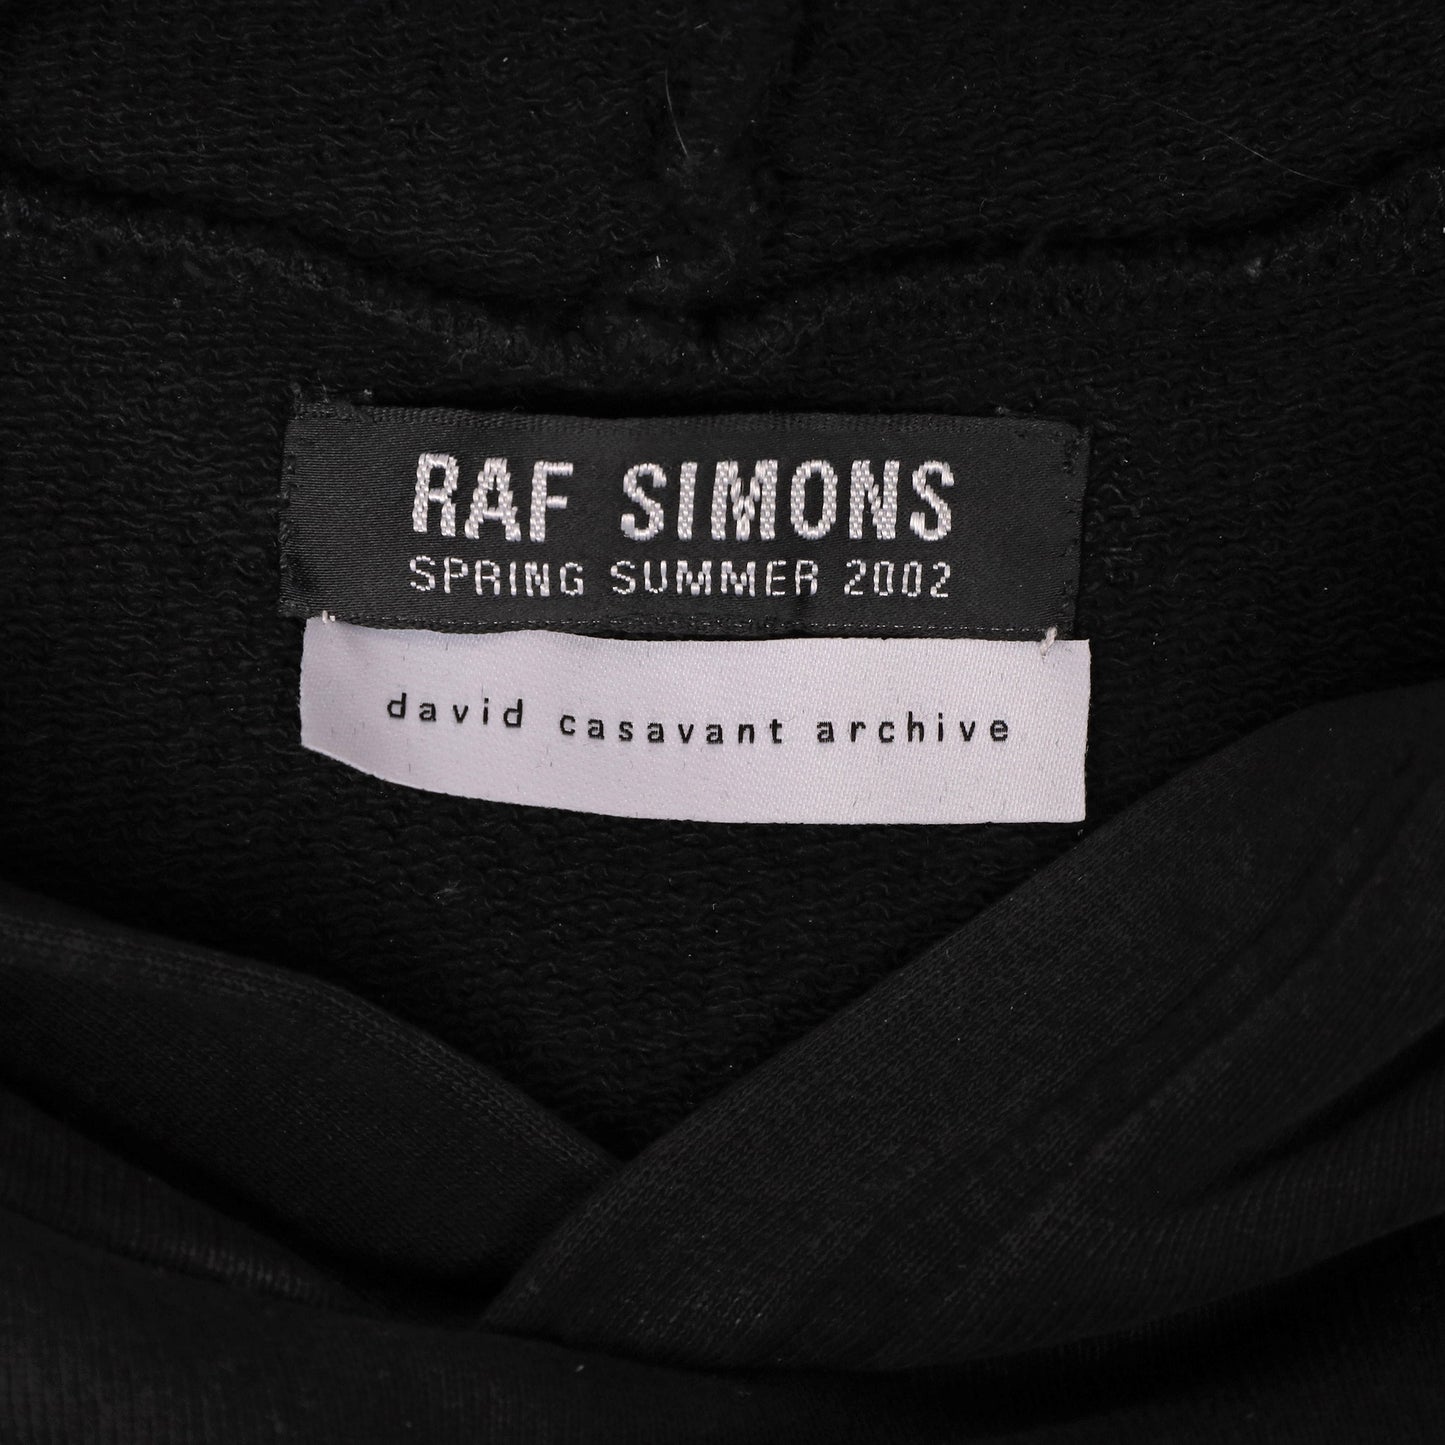 RAF SIMONS
SPRING SUMMER 2002
david casavant archive